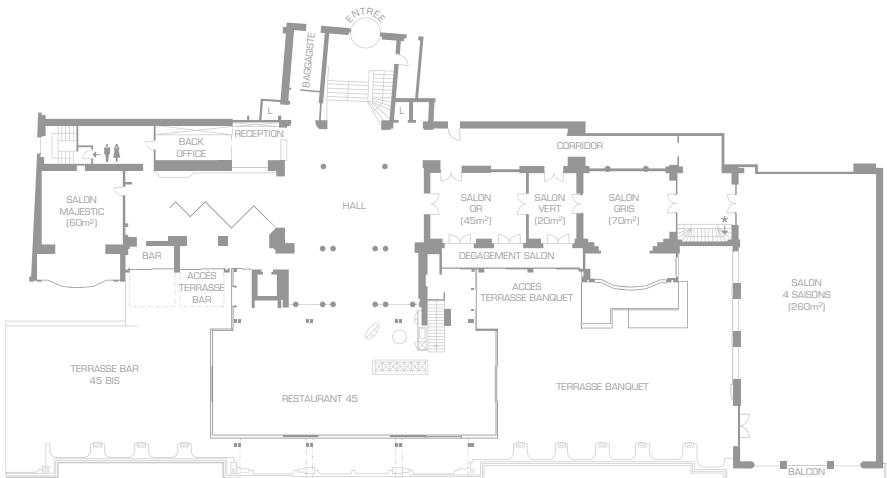 ENTRÉE
BAGGAGISTE
L
L
RECEPTION
BACK
OFFICE
CORRIDOR
SALON
MAJESTIC
(60m²)
HALL
SALON
OR
(45m²)
SALON
VERT
(20m²)
SALON
GRIS
(70m²)
*
BAR
DEGAGEMENT SALON
ACCÈS
TERRASSE
BAR
ACCÈS
TERRASSE BANQUET
SALON
4 SAISONS
(260m²)
TERRASSE BAR
45 BIS
RESTAURANT 45
TERRASSE BANQUET
BALCON